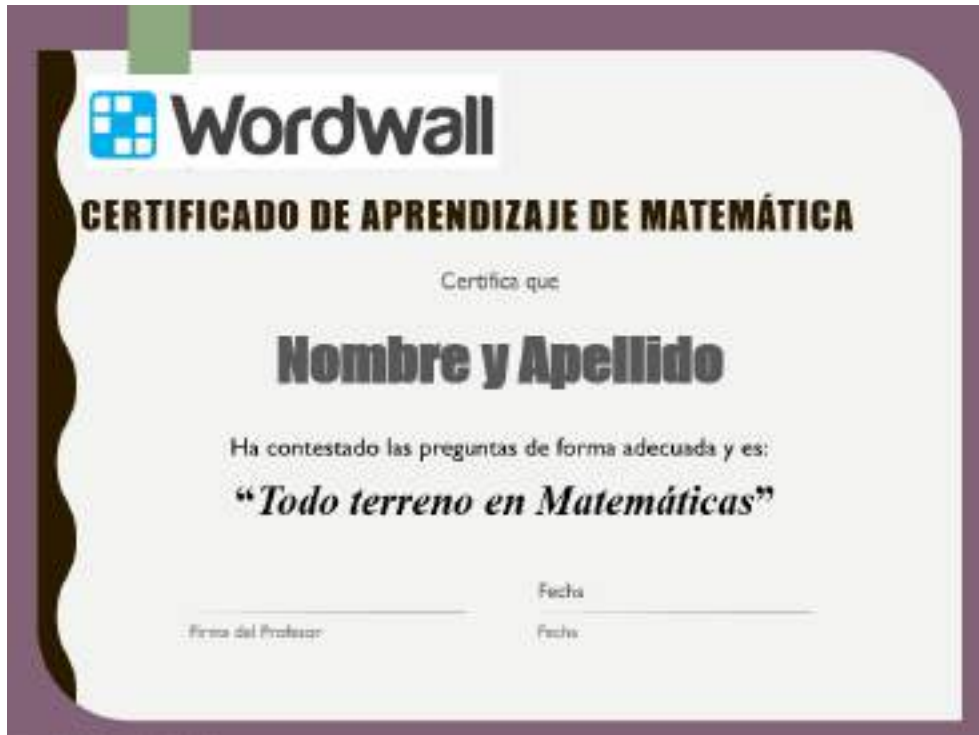 Wordwall
CERTIFICADO DE APRENDIZAJE DE MATEMÁTICA
Certifica que
Nombre y Apellido
Ha contestado las preguntas de forma adecuada y es:
“Todo terreno en Matemáticas”
Fecha
Firma del Profesor
Fecha